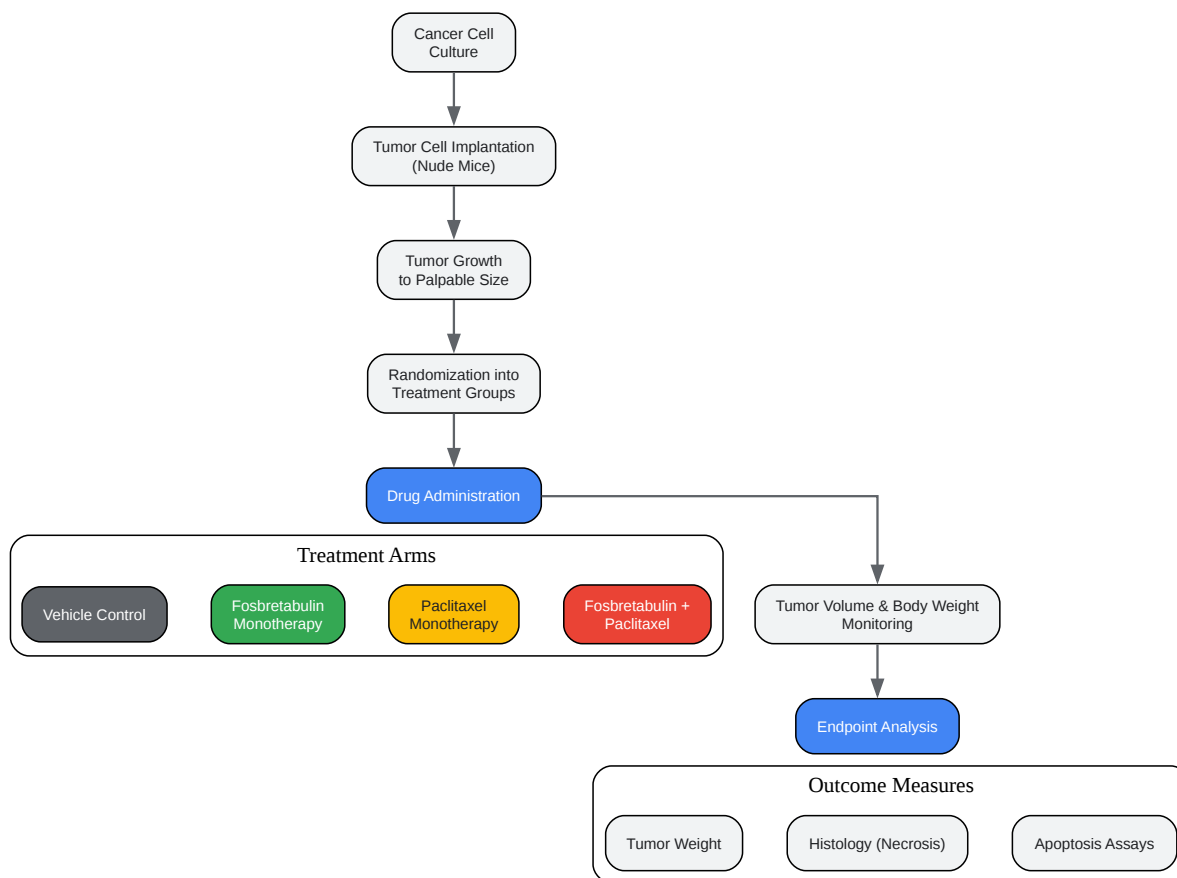 Cancer Cell
Culture
Tumor Cell Implantation
(Nude Mice)
Tumor Growth
to Palpable Size
Randomization into
Treatment Groups
Drug Administration
Treatment Arms
Vehicle Control
Fosbretabulin
Monotherapy
Paclitaxel
Monotherapy
Fosbretabulin +
Paclitaxel
Tumor Volume & Body Weight
Monitoring
Endpoint Analysis
Outcome Measures
Tumor Weight
Histology (Necrosis)
Apoptosis Assays